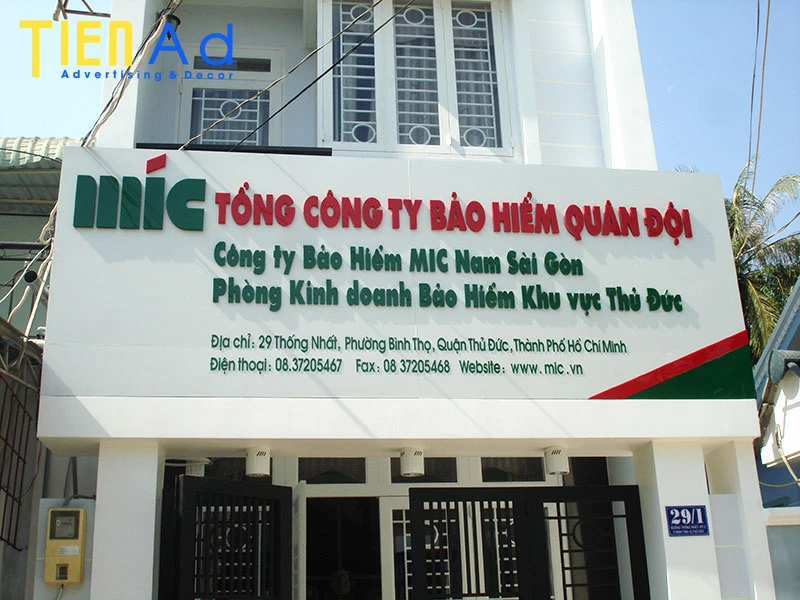 TIEN Ad
Advertising & Decor
mic TỔNG CÔNG TY BẢO HIỂM QUÂN ĐỘI
Công ty Bảo Hiểm MIC Nam Sài Gòn
Phòng Kinh doanh Bảo Hiểm Khu vực Thủ Đức
Địa chỉ: 29 Thống Nhất, Phường Bình Thọ, Quận Thủ Đức, Thành Phố Hồ Chí Minh
Điện thoại: 08.37205467 Fax: 08 37205468 Website: www.mic.vn
29/1